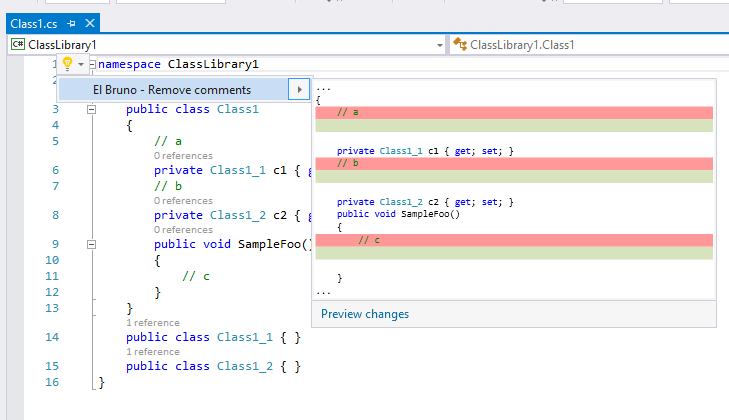 Class1.cs
ClassLibrary1
ClassLibrary1.Class1
1 namespace ClassLibrary1
2
El Bruno - Remove comments
3 public class Class1
4 {
5 // a
0 references
6 private Class1_1 c1 { g
7 // b
0 references
8 private Class1_2 c2 { g
0 references
9 public void SampleFoo()
10 {
11 // c
12 }
13 }
1 reference
14 public class Class1_1 { }
1 reference
15 public class Class1_2 { }
16 }
...
{
// a
private Class1_1 c1 { get; set; }
// b
private Class1_2 c2 { get; set; }
public void SampleFoo()
{
// c
}
...
Preview changes